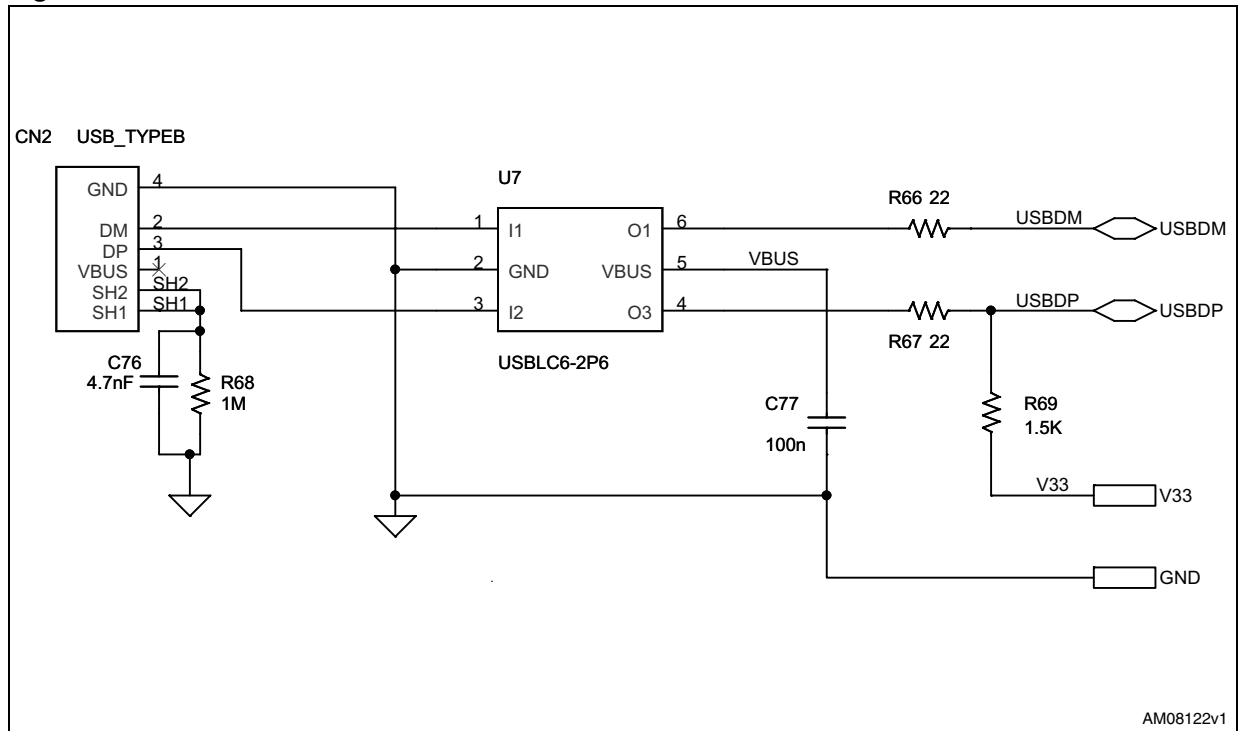 CN2 USB_TYPEB
GND 4
DM 2
DP 3
VBUS 1
SH2 SH2
SH1 SH1
C76
4.7nF
R68
1M
U7
1 I1 O1 6
2 GND VBUS 5
3 I2 O3 4
USBLC6-2P6
VBUS
R66 22
USBDM
USBDM
USBDP
USBDP
R67 22
C77
100n
R69
1.5K
V33
V33
GND
AM08122v1